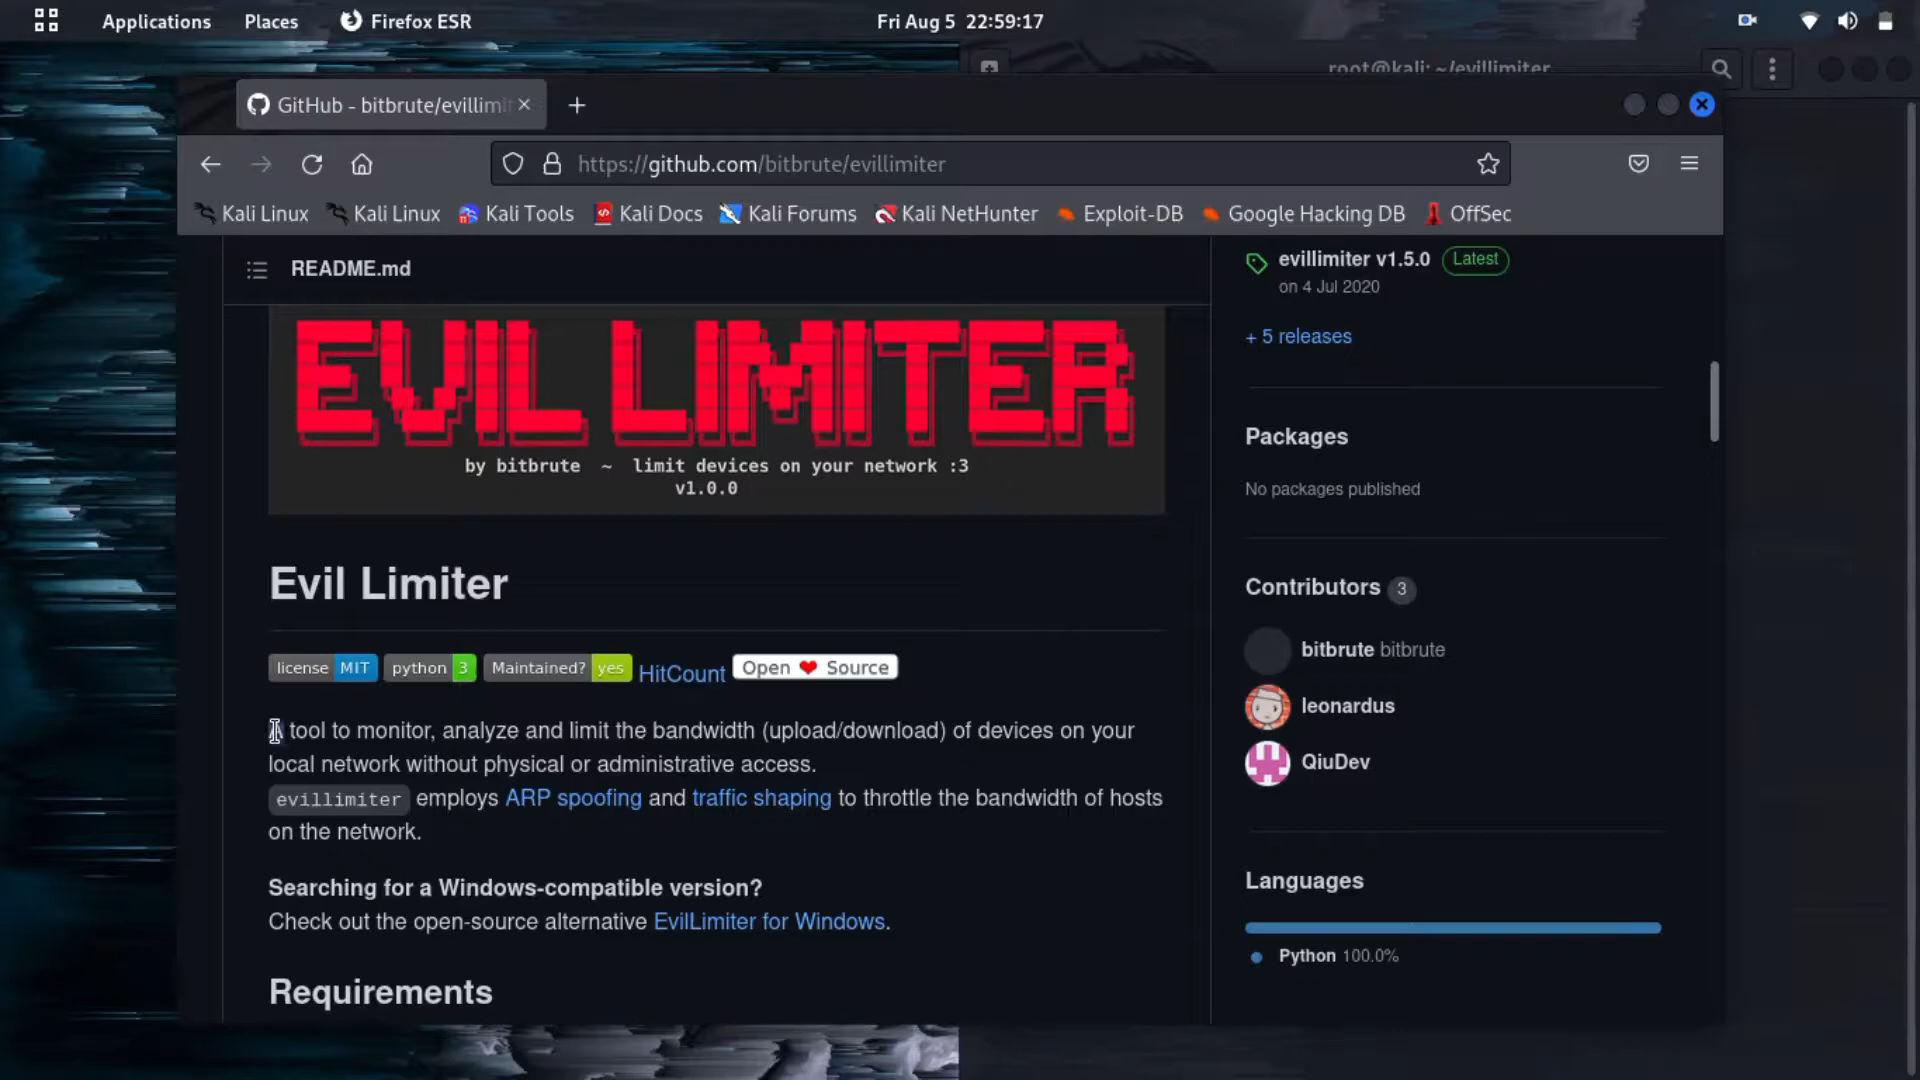 Applications Places Firefox ESR Fri Aug 5 22:59:17
root@kali: ~/evillimiter
GitHub - bitbrute/evillimit
https://github.com/bitbrute/evillimiter
Kali Linux Kali Linux Kali Tools Kali Docs Kali Forums Kali NetHunter Exploit-DB Google Hacking DB OffSec
README.md
EVIL LIMITER
by bitbrute ~ limit devices on your network :3
v1.0.0
Evil Limiter
license MIT python 3 Maintained? yes HitCount Open ❤ Source
A tool to monitor, analyze and limit the bandwidth (upload/download) of devices on your
local network without physical or administrative access.
evillimiter employs ARP spoofing and traffic shaping to throttle the bandwidth of hosts
on the network.
Searching for a Windows-compatible version?
Check out the open-source alternative EvilLimiter for Windows.
Requirements
evillimiter v1.5.0 Latest
on 4 Jul 2020
+ 5 releases
Packages
No packages published
Contributors 3
bitbrute bitbrute
leonardus
QiuDev
Languages
Python 100.0%